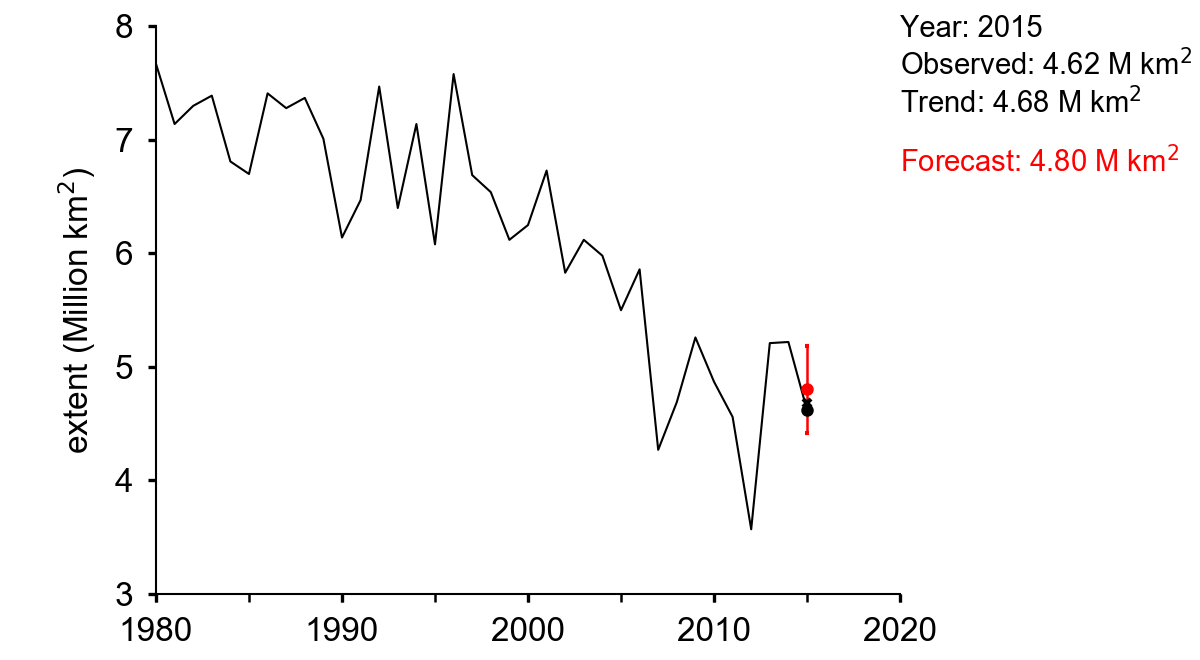 Year: 2015
Observed: 4.62 M km²
Trend: 4.68 M km²
Forecast: 4.80 M km²
extent (Million km²)
8
7
6
5
4
3
1980 1990 2000 2010 2020